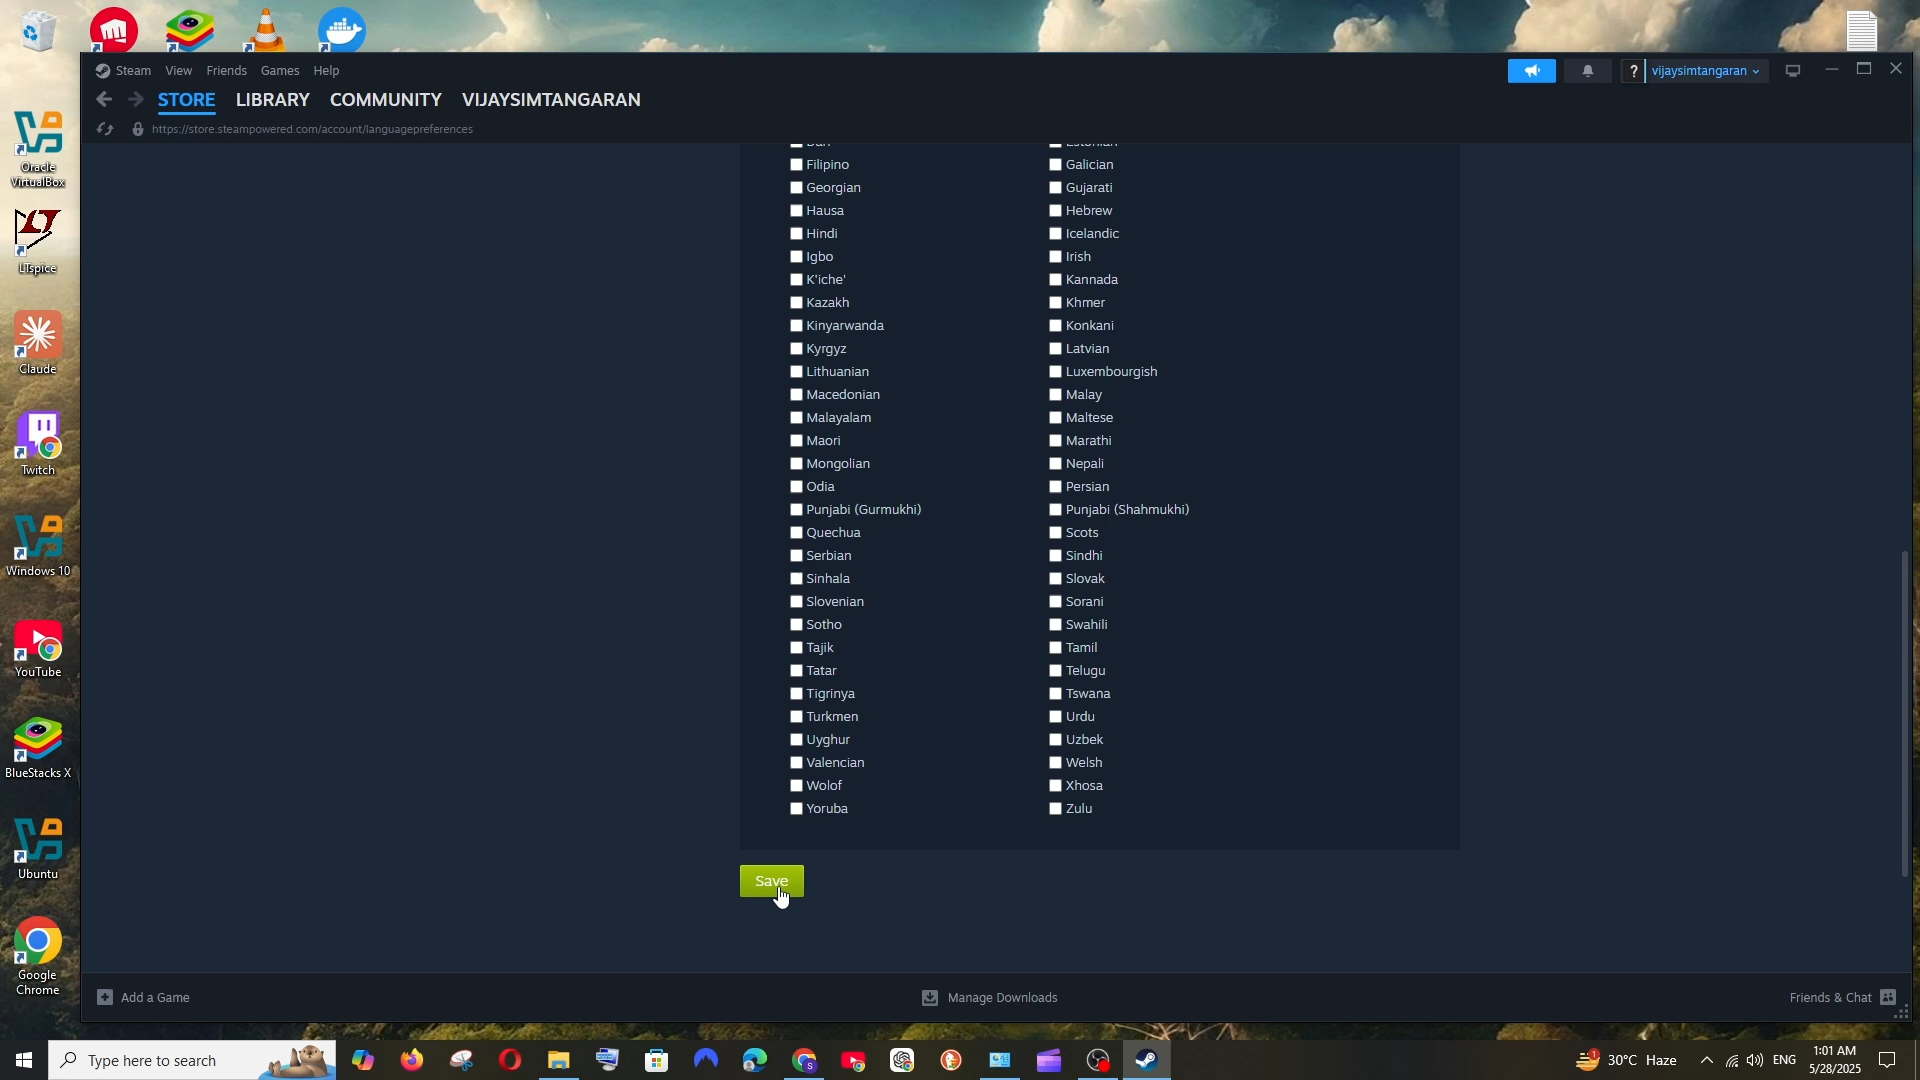 Steam View Friends Games Help
? vijaysimtangaran
STORE LIBRARY COMMUNITY VIJAYSIMTANGARAN
https://store.steampowered.com/account/languagepreferences
Filipino Galician
Georgian Gujarati
Hausa Hebrew
Hindi Icelandic
Igbo Irish
K'iche' Kannada
Kazakh Khmer
Kinyarwanda Konkani
Kyrgyz Latvian
Lithuanian Luxembourgish
Macedonian Malay
Malayalam Maltese
Maori Marathi
Mongolian Nepali
Odia Persian
Punjabi (Gurmukhi) Punjabi (Shahmukhi)
Quechua Scots
Serbian Sindhi
Sinhala Slovak
Slovenian Sorani
Sotho Swahili
Tajik Tamil
Tatar Telugu
Tigrinya Tswana
Turkmen Urdu
Uyghur Uzbek
Valencian Welsh
Wolof Xhosa
Yoruba Zulu
Save
Add a Game Manage Downloads Friends & Chat
Oracle
VirtualBox
LTspice
Claude
Twitch
Windows 10
YouTube
BlueStacks X
Ubuntu
Google
Chrome
Type here to search
30°C Haze
ENG
1:01 AM
5/28/2025